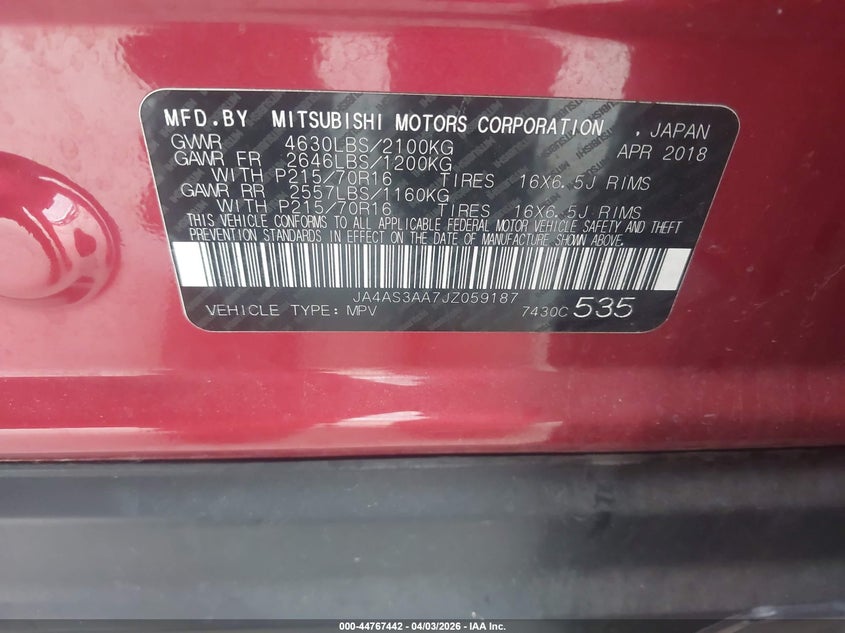 MFD.BY MITSUBISHI MOTORS CORPORATION , JAPAN
GVWR 4630LBS/2100KG APR 2018
GAWR FR 2646LBS/1200KG
WITH P215/70R16 TIRES 16X6.5J RIMS
GAWR RR 2557LBS/1160KG
WITH P215/70R16 TIRES 16X6.5J RIMS
THIS VEHICLE CONFORMS TO ALL APPLICABLE FEDERAL MOTOR VEHICLE SAFETY AND THEFT
PREVENTION STANDARDS IN EFFECT ON THE DATE OF MANUFACTURE SHOWN ABOVE.
JA4AS3AA7JZ059187
VEHICLE TYPE: MPV 7430C 535
000-44767442 - 04/03/2026 - IAA Inc.